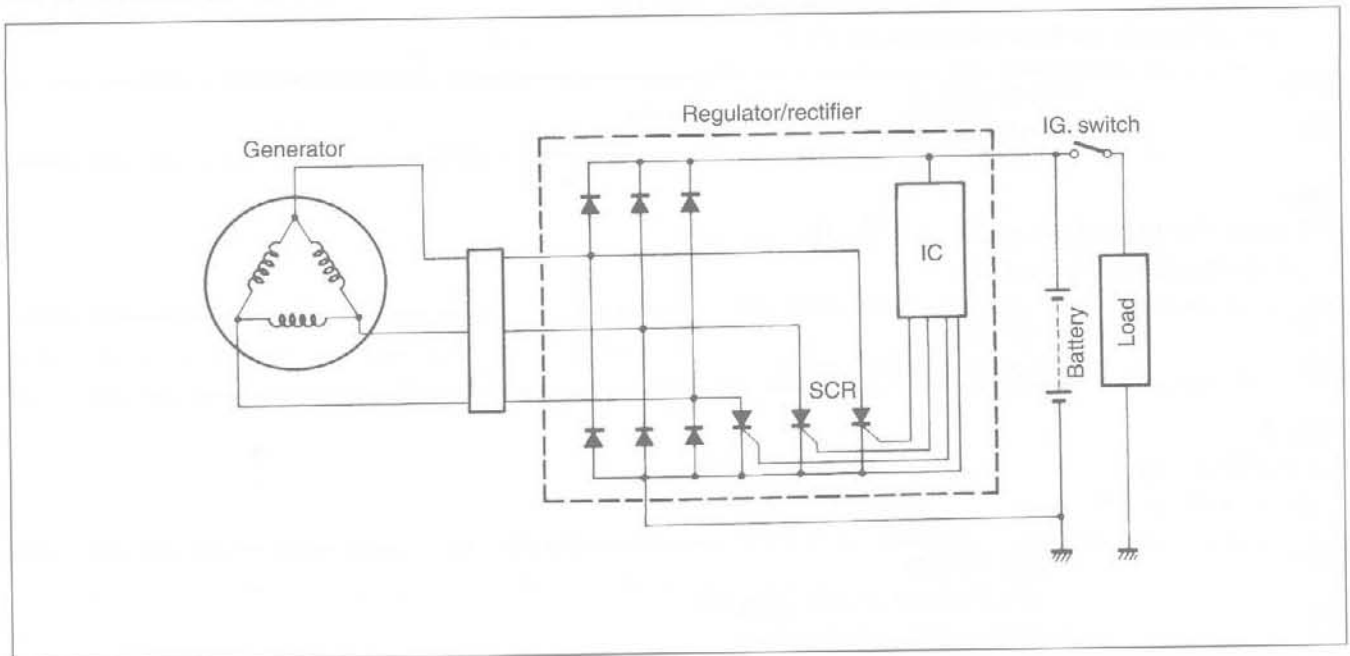 Regulator/rectifier
IG. switch
Generator
IC
SCR
Battery
Load